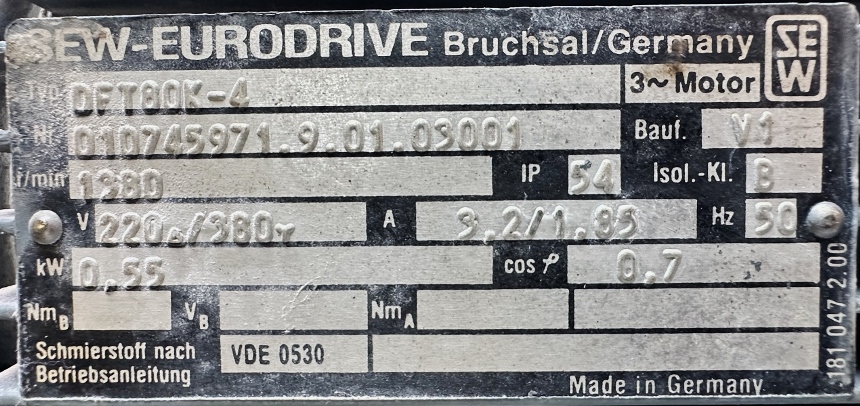 SEW-EURODRIVE Bruchsal/Germany SEW
Typ DFT80K-4 3~ Motor
Nr 010745971.9.01.03001 Bauf. V1
r/min 1380 IP 54 Isol.-Kl. B
V 220△/380Y A 3,2/1,85 Hz 50
kW 0,55 cos φ 0,7
NmB VB NmA
Schmierstoff nach VDE 0530
Betriebsanleitung
Made in Germany
181 047 2.00